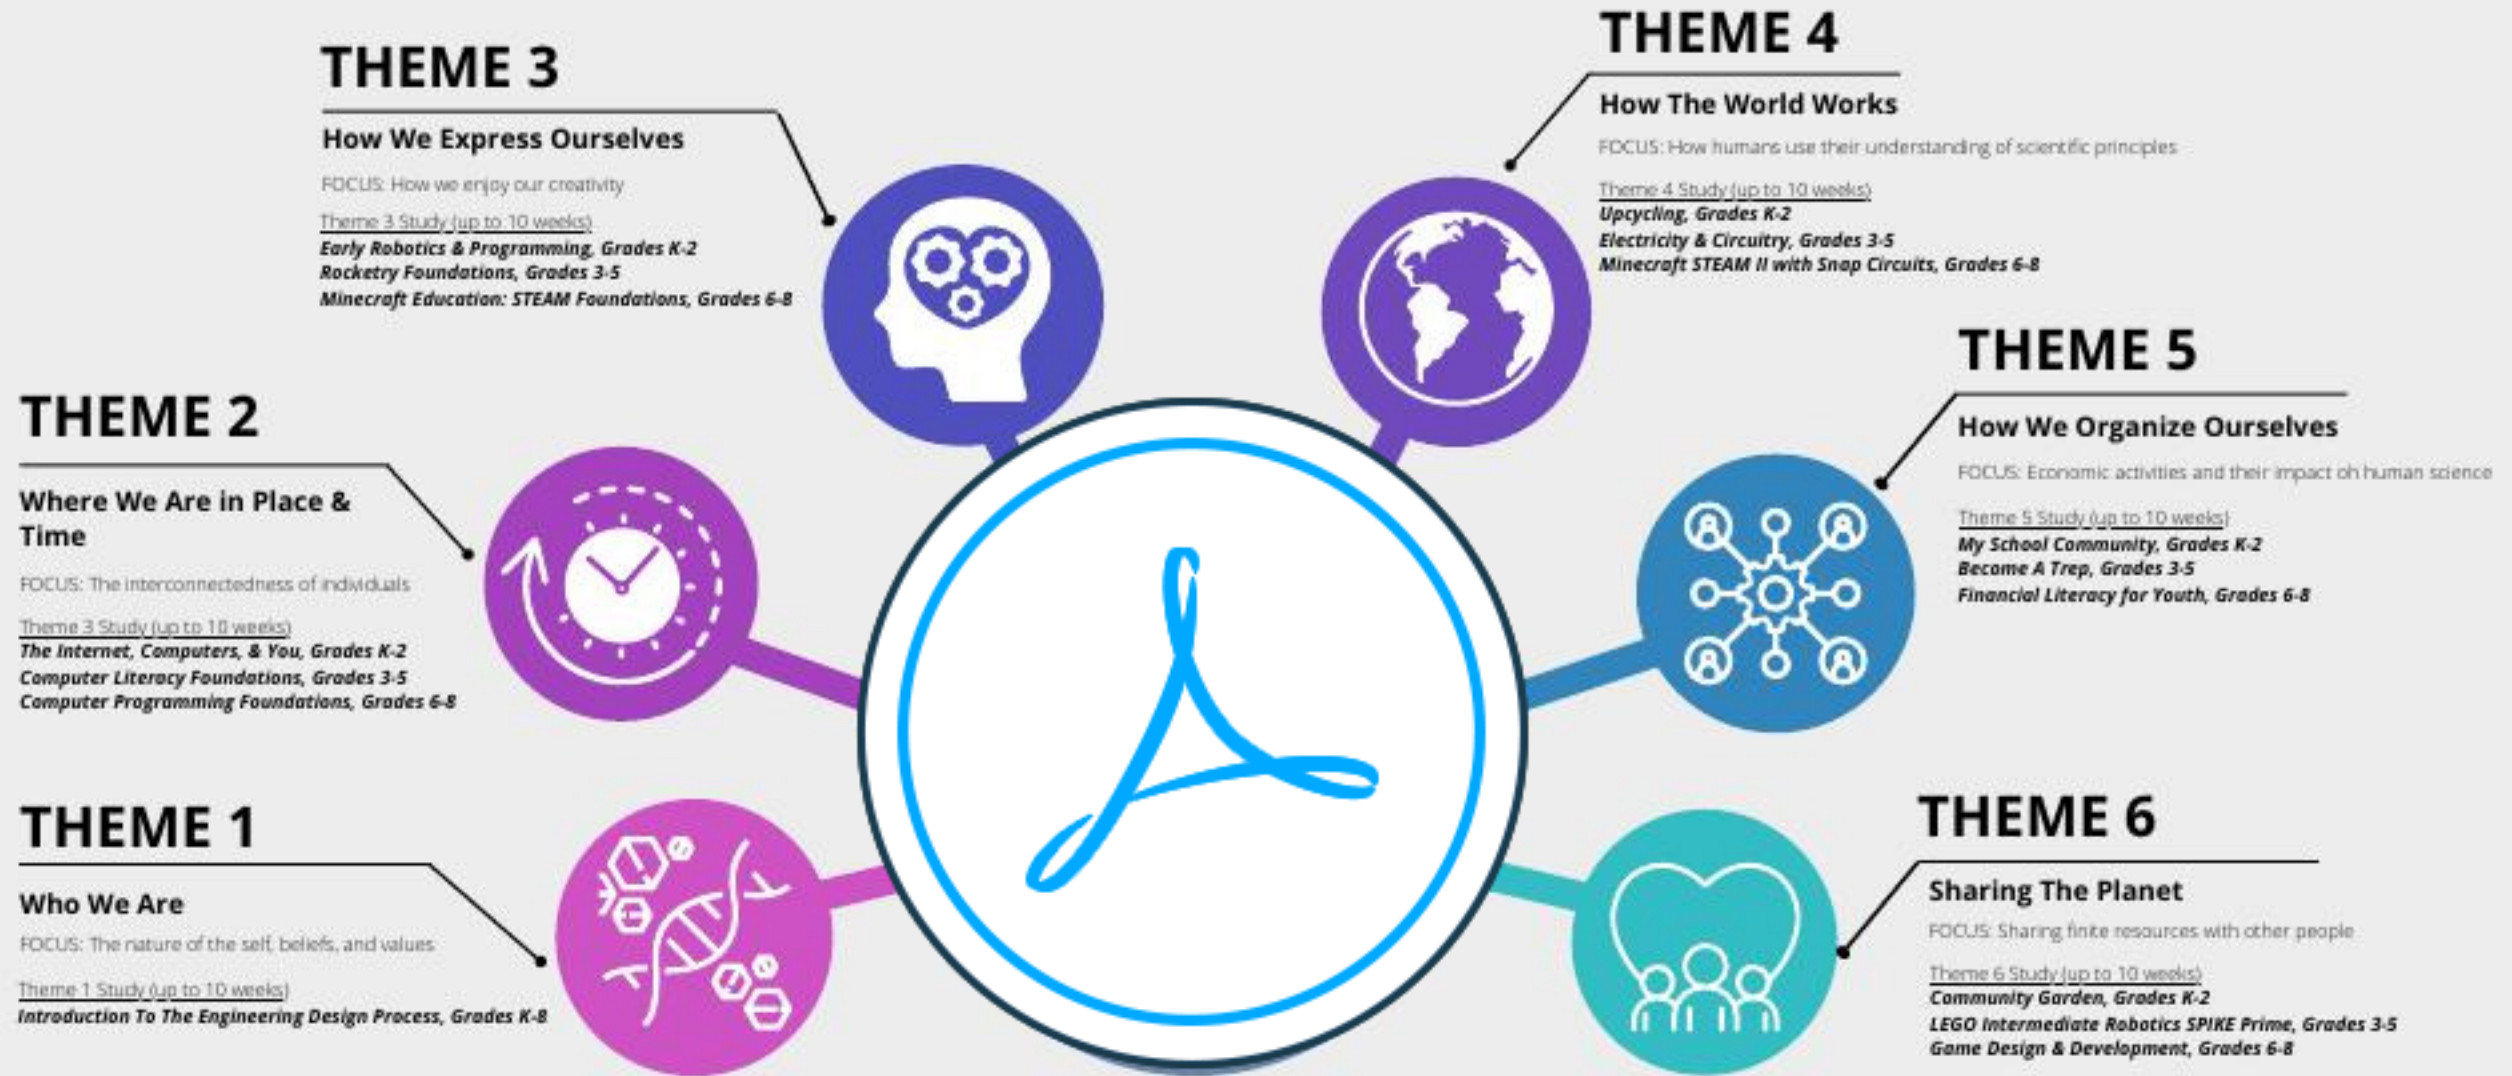 THEME 3
How We Express Ourselves
FOCUS: How we enjoy our creativity
Theme 3 Study (up to 10 weeks)
Early Robotics & Programming, Grades K-2
Rocketry Foundations, Grades 3-5
Minecraft Education: STEAM Foundations, Grades 6-8
THEME 4
How The World Works
FOCUS: How humans use their understanding of scientific principles
Theme 4 Study (up to 10 weeks)
Upcycling, Grades K-2
Electricity & Circuitry, Grades 3-5
Minecraft STEAM II with Snap Circuits, Grades 6-8
THEME 2
Where We Are in Place &
Time
FOCUS: The interconnectedness of individuals
Theme 3 Study (up to 10 weeks)
The Internet, Computers, & You, Grades K-2
Computer Literacy Foundations, Grades 3-5
Computer Programming Foundations, Grades 6-8
THEME 5
How We Organize Ourselves
FOCUS: Economic activities and their impact oh human science
Theme 5 Study (up to 10 weeks)
My School Community, Grades K-2
Become A Trep, Grades 3-5
Financial Literacy for Youth, Grades 6-8
THEME 1
Who We Are
FOCUS: The nature of the self, beliefs, and values
Theme 1 Study (up to 10 weeks)
Introduction To The Engineering Design Process, Grades K-8
THEME 6
Sharing The Planet
FOCUS: Sharing finite resources with other people
Theme 6 Study (up to 10 weeks)
Community Garden, Grades K-2
LEGO Intermediate Robotics SPIKE Prime, Grades 3-5
Game Design & Development, Grades 6-8